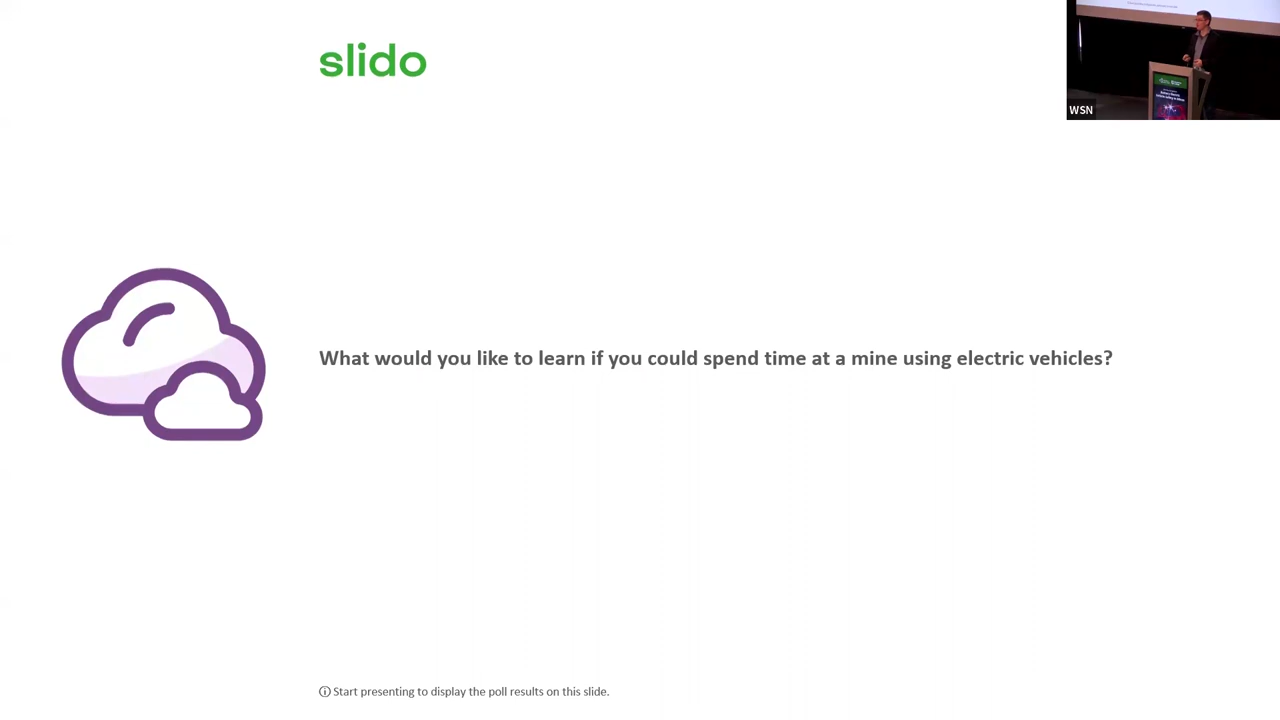 slido
WSN
What would you like to learn if you could spend time at a mine using electric vehicles?
Start presenting to display the poll results on this slide.